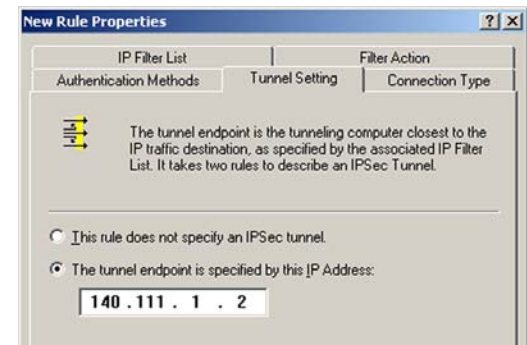 New Rule Properties
IP Filter List Filter Action
Authentication Methods Tunnel Setting Connection Type
The tunnel endpoint is the tunneling computer closest to the
IP traffic destination, as specified by the associated IP Filter
List. It takes two rules to describe an IPSec Tunnel.
This rule does not specify an IPSec tunnel.
The tunnel endpoint is specified by this IP Address:
140 . 111 . 1 . 2